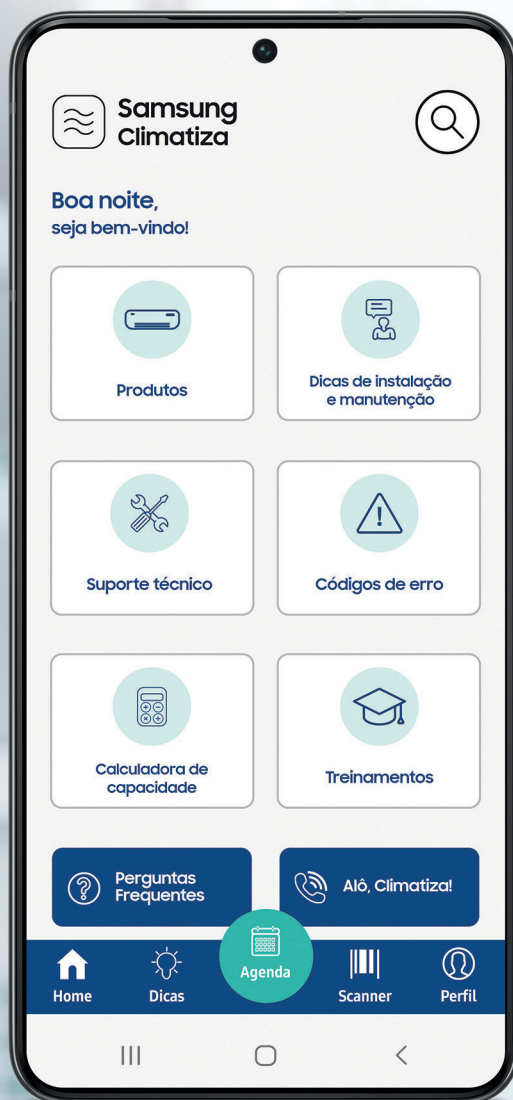 Samsung
Climatiza
Boa noite,
seja bem-vindo!
Produtos
Dicas de instalação
e manutenção
Suporte técnico
Códigos de erro
Calculadora de
capacidade
Treinamentos
Perguntas
Frequentes
Alô, Climatiza!
Home
Dicas
Agenda
Scanner
Perfil